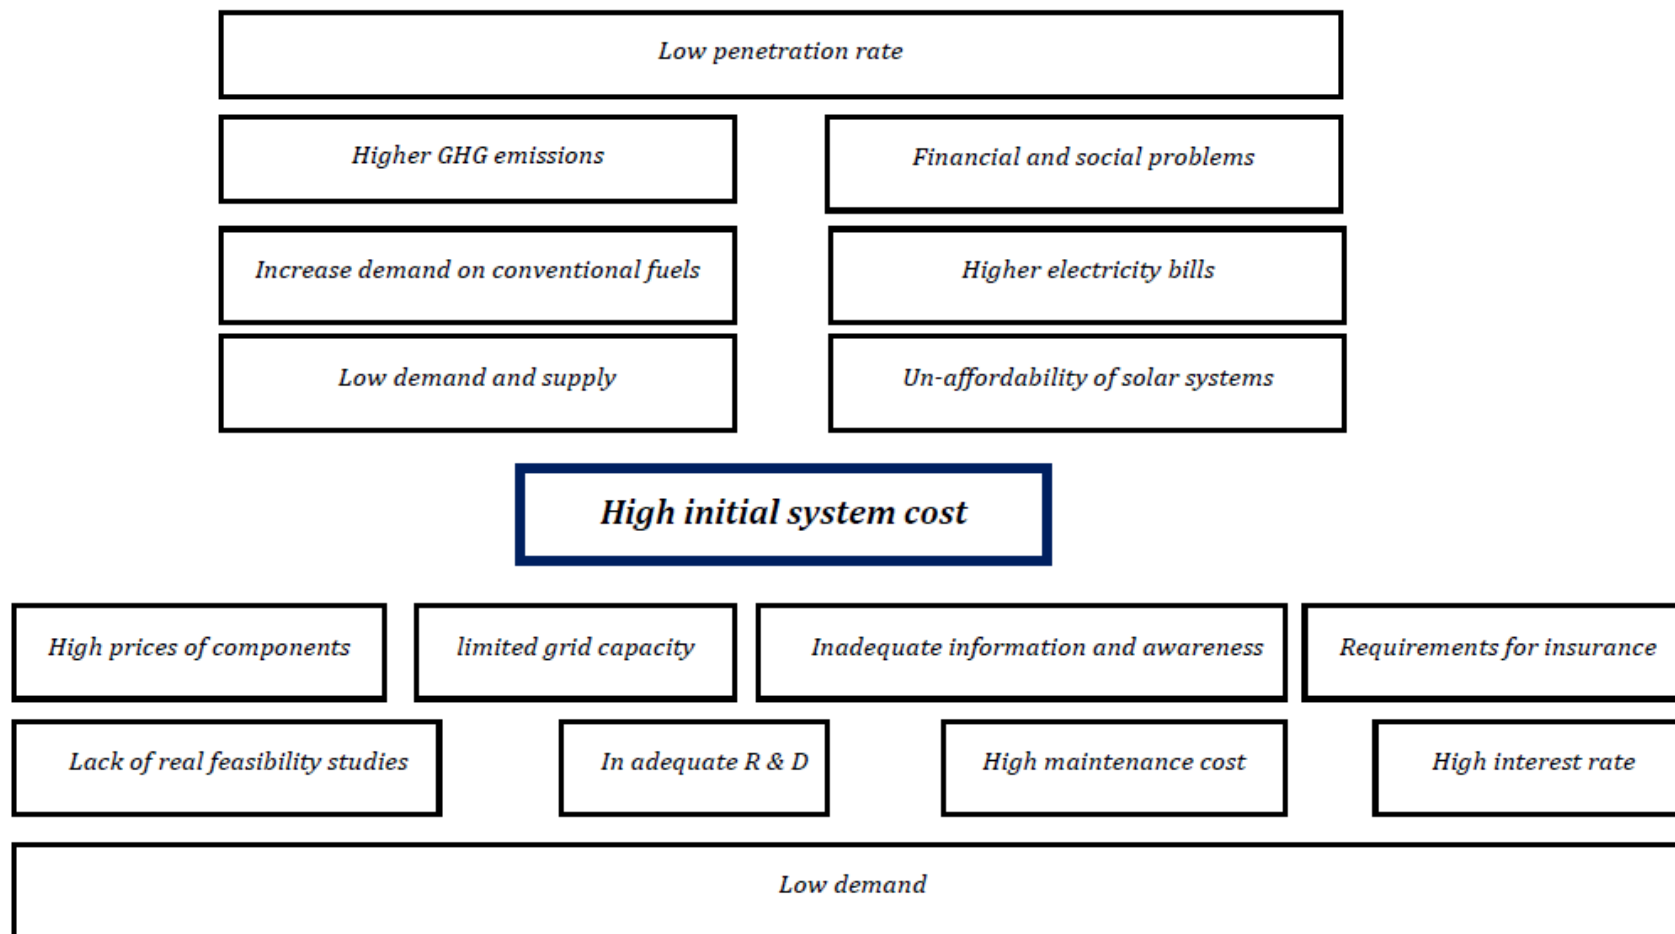 Low penetration rate
Higher GHG emissions
Financial and social problems
Increase demand on conventional fuels
Higher electricity bills
Low demand and supply
Un-affordability of solar systems
High initial system cost
High prices of components
limited grid capacity
Inadequate information and awareness
Requirements for insurance
Lack of real feasibility studies
In adequate R & D
High maintenance cost
High interest rate
Low demand